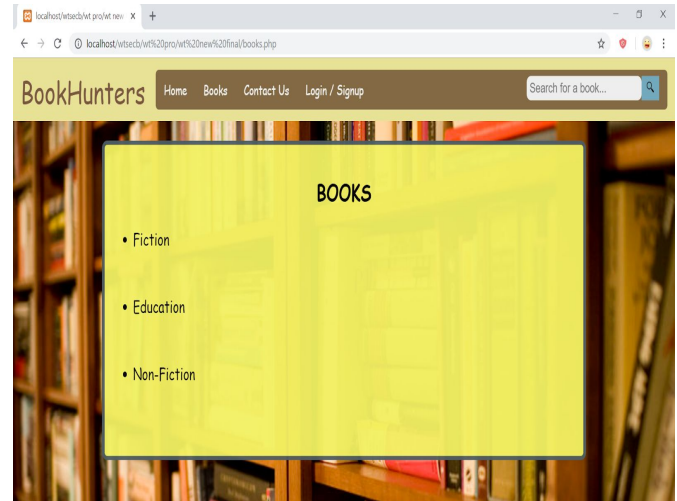 localhost/wtsecb/wt pro/wt new
localhost/wtsecb/wt%20pro/wt%20new%20final/books.php
BookHunters
Home Books Contact Us Login / Signup
Search for a book...
BOOKS
• Fiction
• Education
• Non-Fiction